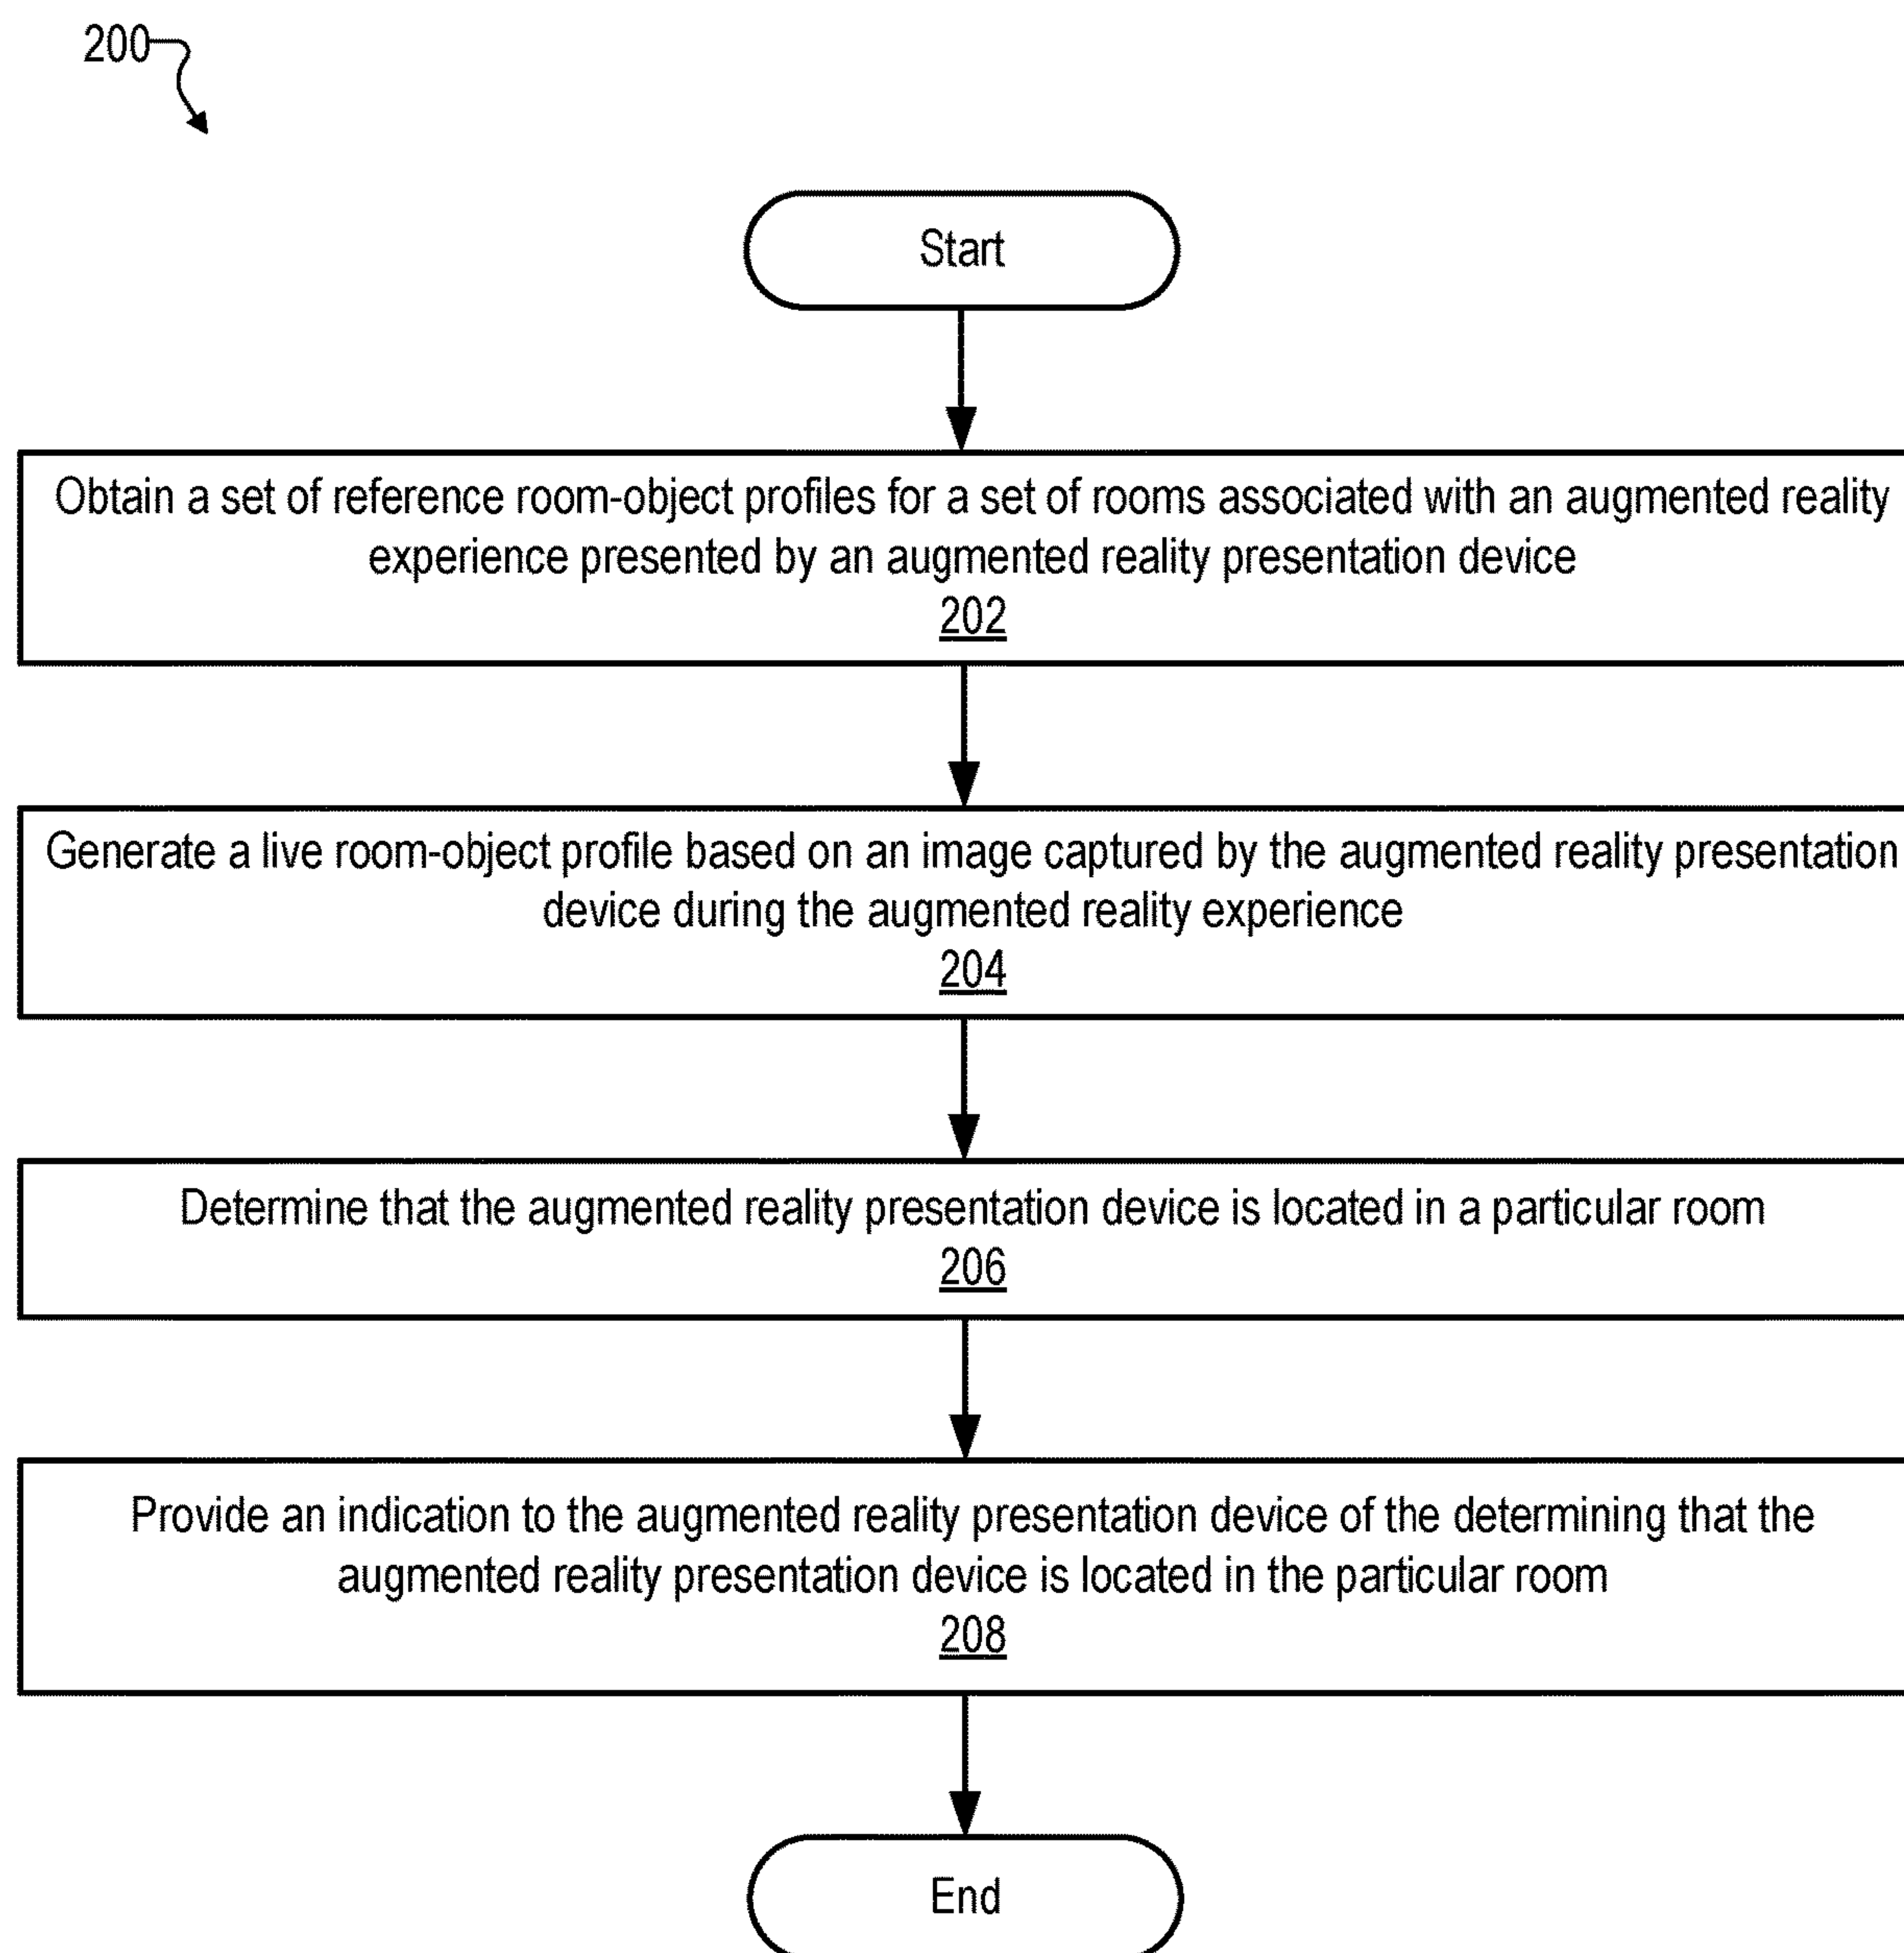 200
Start
Obtain a set of reference room-object profiles for a set of rooms associated with an augmented reality
experience presented by an augmented reality presentation device
202
Generate a live room-object profile based on an image captured by the augmented reality presentation
device during the augmented reality experience
204
Determine that the augmented reality presentation device is located in a particular room
206
Provide an indication to the augmented reality presentation device of the determining that the
augmented reality presentation device is located in the particular room
208
End